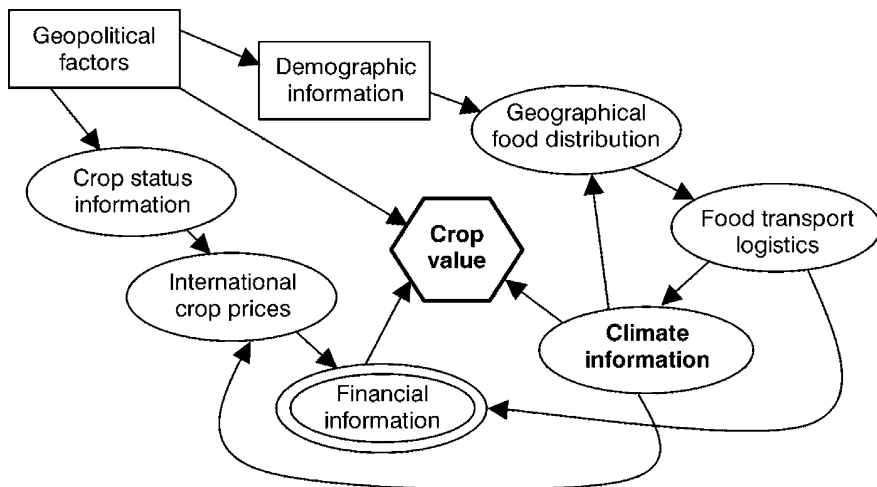 Geopolitical
factors
Demographic
information
Geographical
food distribution
Crop status
information
Crop
value
Food transport
logistics
International
crop prices
Climate
information
Financial
information